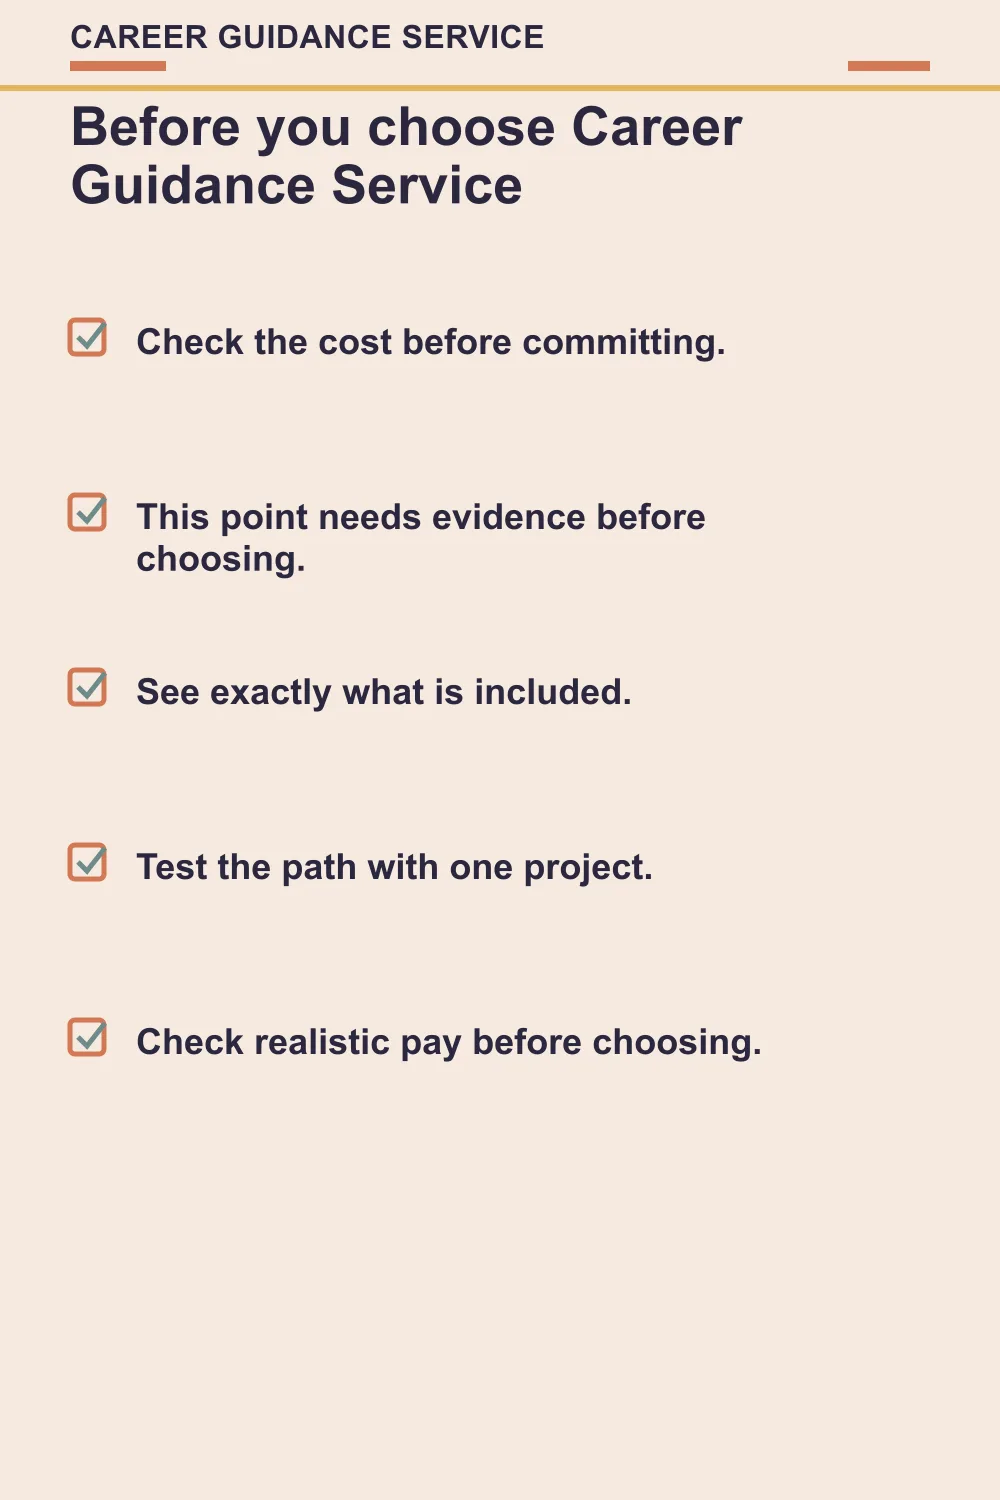 CAREER GUIDANCE SERVICE
Before you choose Career
Guidance Service
Check the cost before committing.
This point needs evidence before
choosing.
See exactly what is included.
Test the path with one project.
Check realistic pay before choosing.